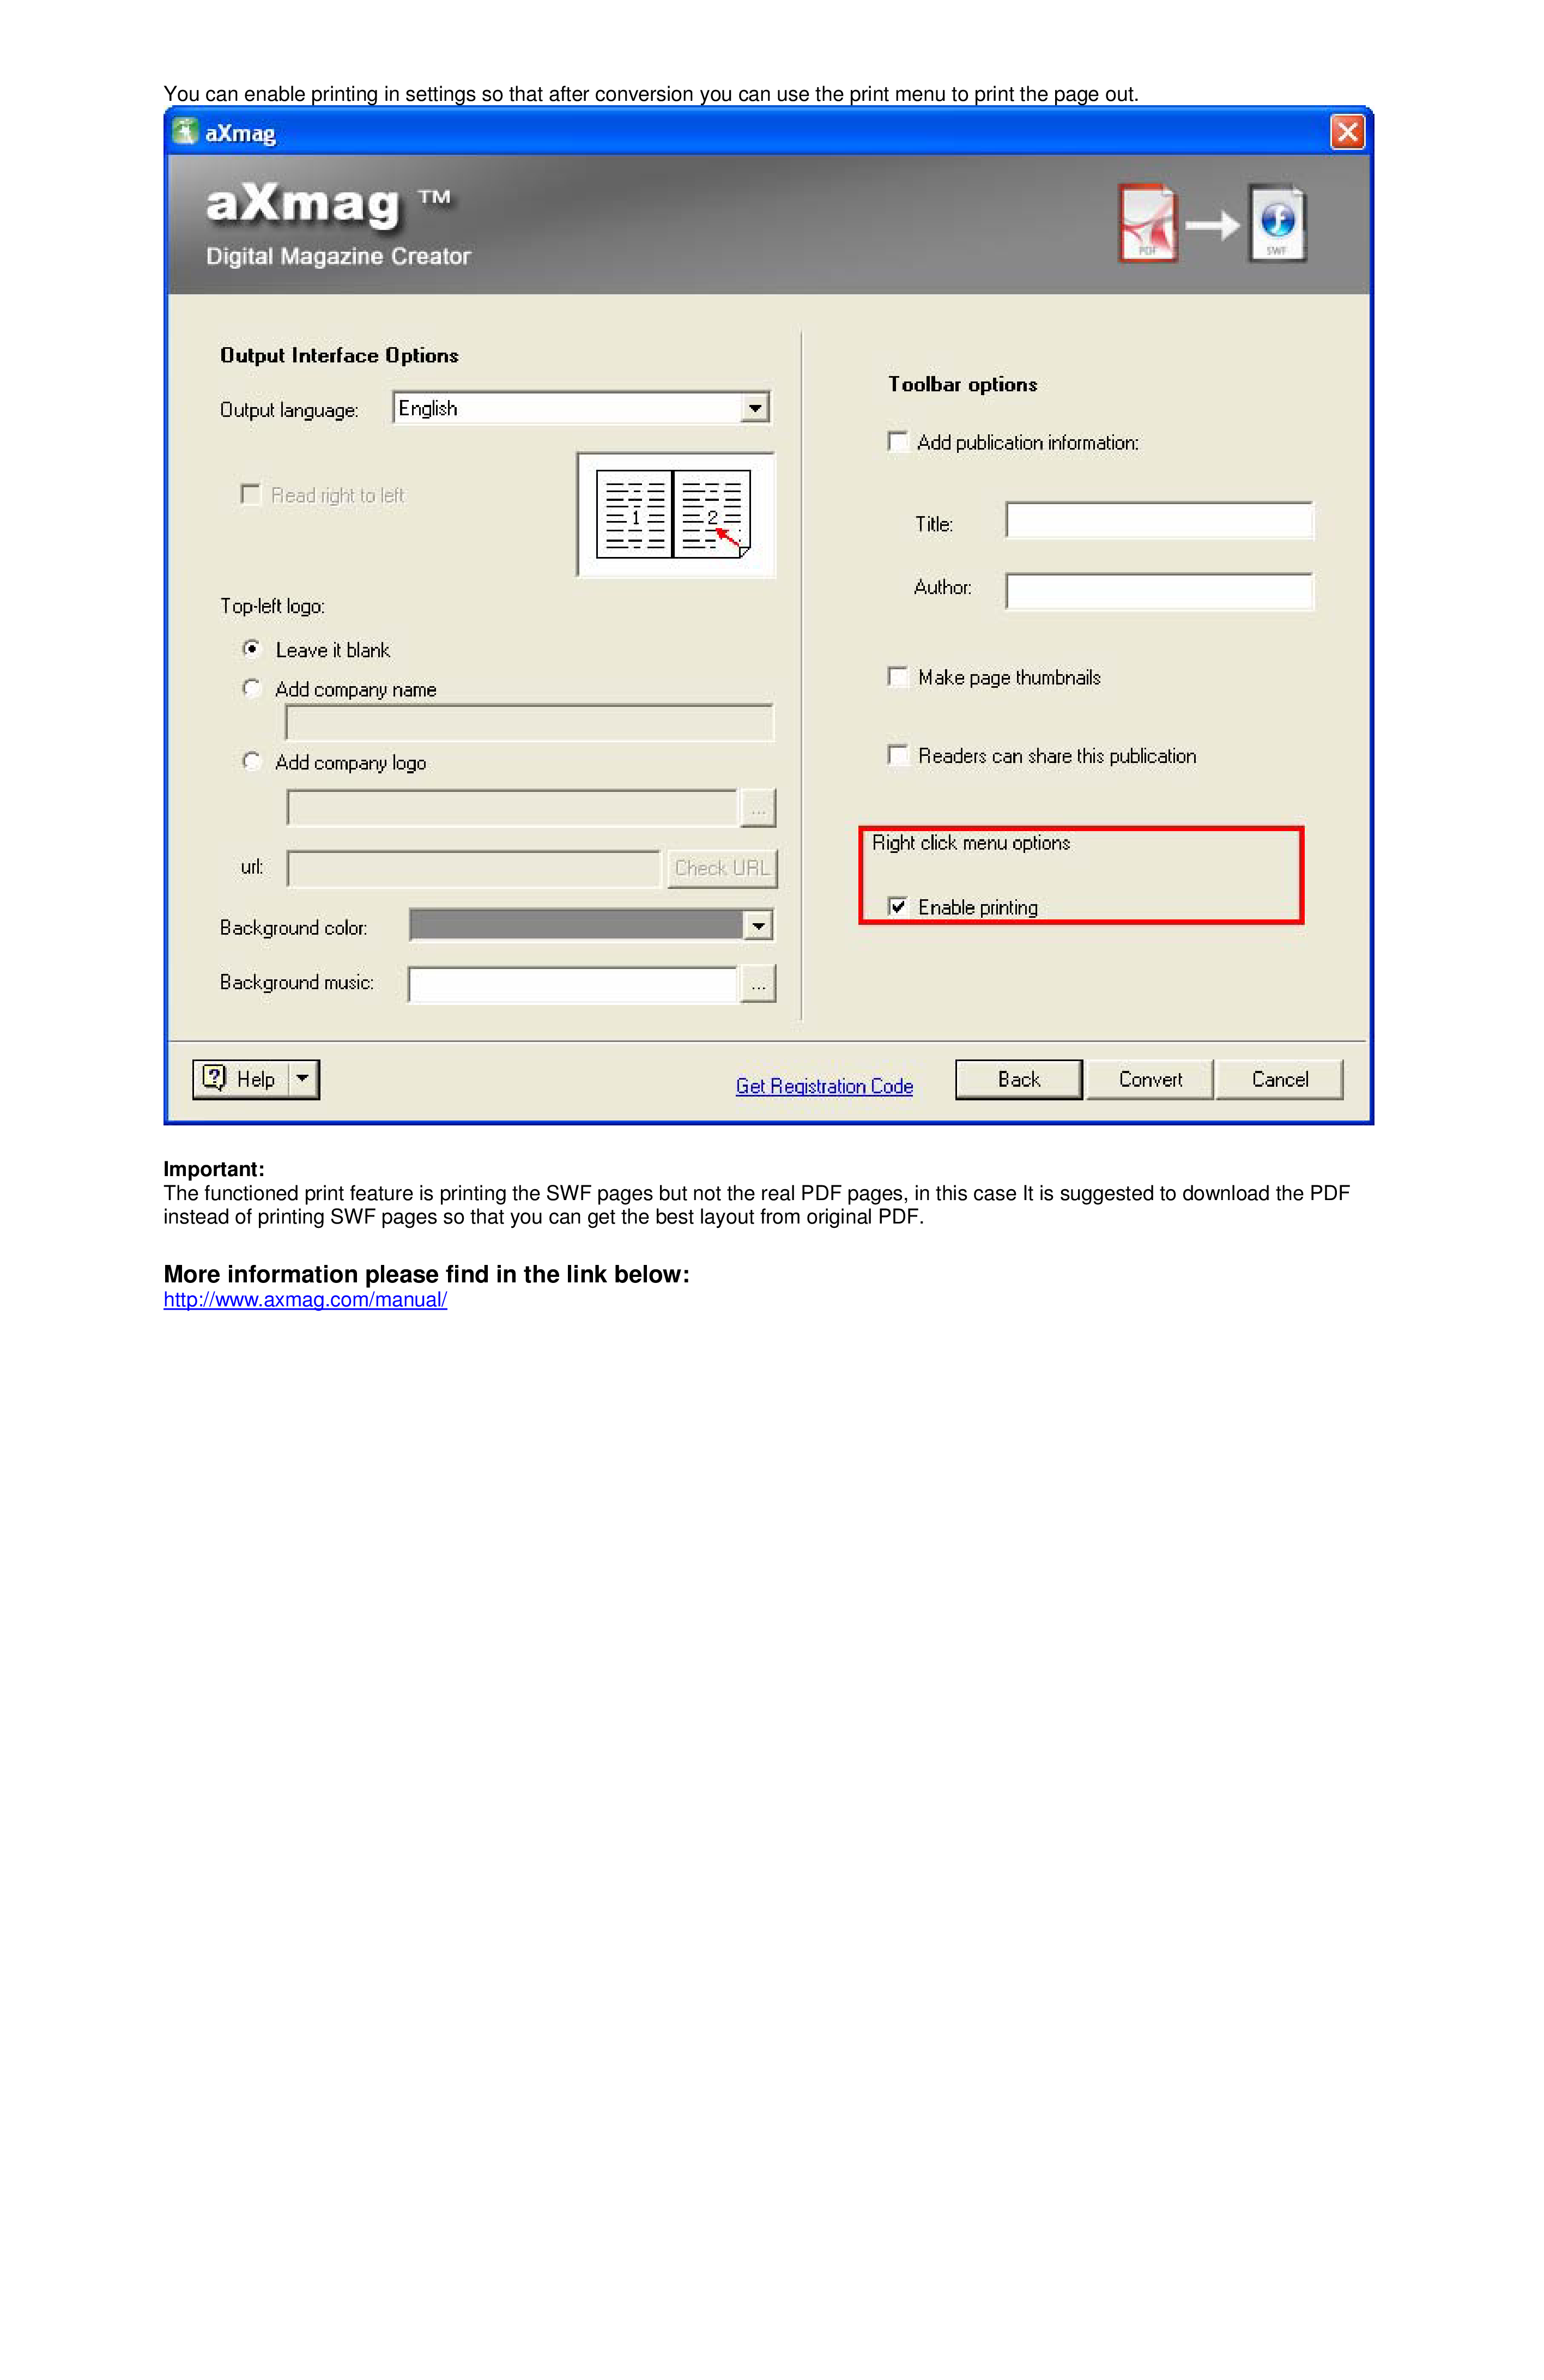 You can enable printing in settings so that after conversion you can use the print menu to print the page out.
aXmag
aXmag ™
Digital Magazine Creator
PDF
SWF
Output Interface Options
Output language:
English
Read right to left
1
2
Top-left logo:
Leave it blank
Add company name
Add company logo
...
url:
Check URL
Background color:
Background music:
...
Toolbar options
Add publication information:
Title:
Author:
Make page thumbnails
Readers can share this publication
Right click menu options
Enable printing
Help
Get Registration Code
Back
Convert
Cancel
Important:
The functioned print feature is printing the SWF pages but not the real PDF pages, in this case It is suggested to download the PDF
instead of printing SWF pages so that you can get the best layout from original PDF.
More information please find in the link below:
http://www.axmag.com/manual/